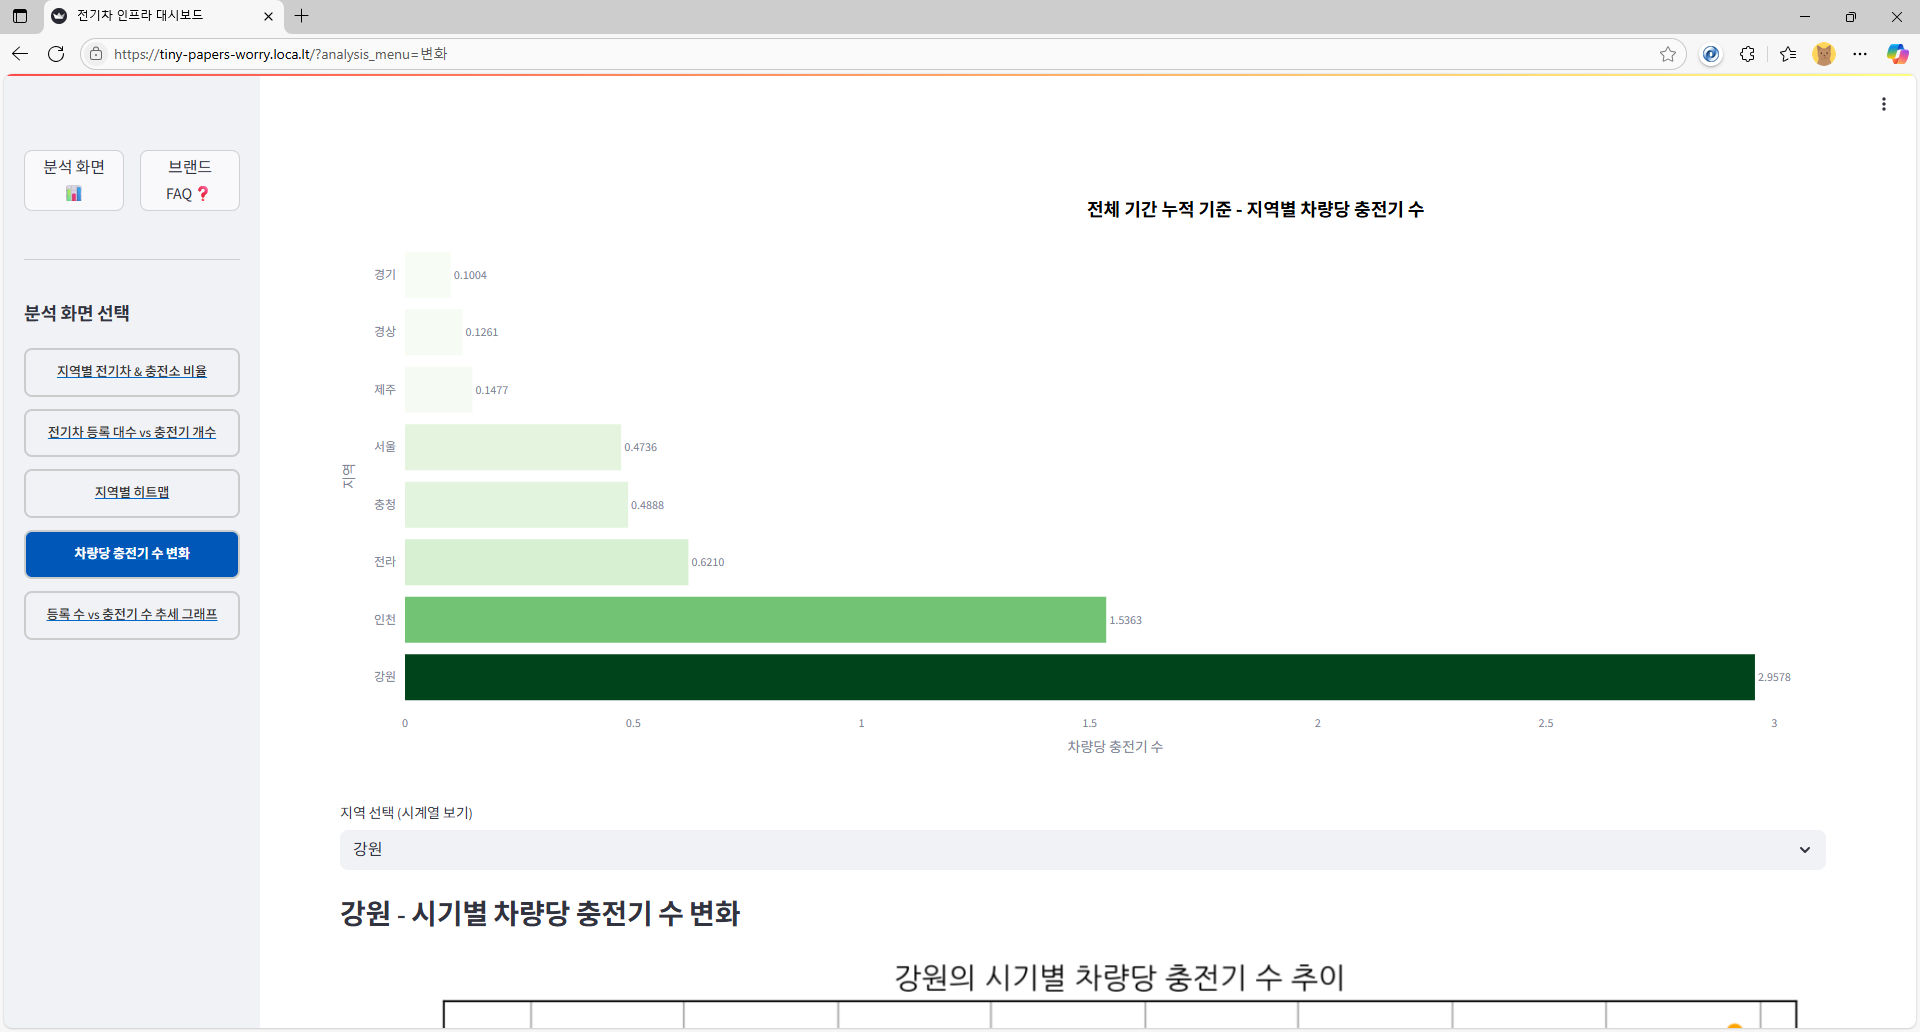 전기차 인프라 대시보드
https://tiny-papers-worry.loca.lt/?analysis_menu=변화
분석 화면
브랜드
FAQ
분석 화면 선택
지역별 전기차 & 충전소 비율
전기차 등록 대수 vs 충전기 개수
지역별 히트맵
차량당 충전기 수 변화
등록 수 vs 충전기 수 추세 그래프
전체 기간 누적 기준 - 지역별 차량당 충전기 수
경기 0.1004
경상 0.1261
제주 0.1477
서울 0.4736
충청 0.4888
전라 0.6210
인천 1.5363
강원 2.9578
지역
0 0.5 1 1.5 2 2.5 3
차량당 충전기 수
지역 선택 (시계열 보기)
강원
강원 - 시기별 차량당 충전기 수 변화
강원의 시기별 차량당 충전기 수 추이